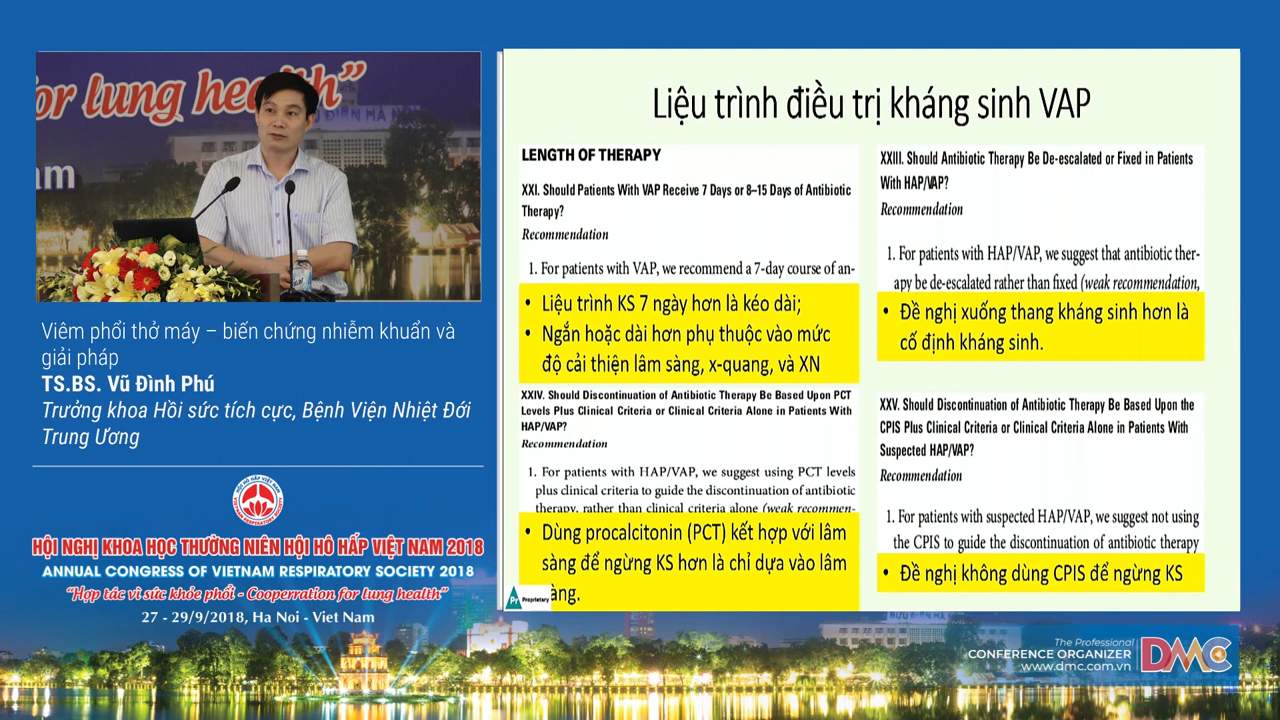 or lung health”
am
Viêm phổi thở máy – biến chứng nhiễm khuẩn và
giải pháp
TS.BS. Vũ Đình Phú
Trưởng khoa Hồi sức tích cực, Bệnh Viện Nhiệt Đới
Trung Ương
HỘI HÔ HẤP VIỆT NAM
VIETNAM RESPIRATORY SOCIETY
HỘI NGHỊ KHOA HỌC THƯỜNG NIÊN HỘI HÔ HẤP VIỆT NAM 2018
ANNUAL CONGRESS OF VIETNAM RESPIRATORY SOCIETY 2018
“Hợp tác vì sức khỏe phổi - Cooperration for lung health”
27 - 29/9/2018, Ha Noi - Viet Nam
Liệu trình điều trị kháng sinh VAP
LENGTH OF THERAPY
XXI. Should Patients With VAP Receive 7 Days or 8–15 Days of Antibiotic
Therapy?
Recommendation
1. For patients with VAP, we recommend a 7-day course of an-
• Liệu trình KS 7 ngày hơn là kéo dài;
• Ngắn hoặc dài hơn phụ thuộc vào mức
độ cải thiện lâm sàng, x-quang, và XN
XXIV. Should Discontinuation of Antibiotic Therapy Be Based Upon PCT
Levels Plus Clinical Criteria or Clinical Criteria Alone in Patients With
HAP/VAP?
Recommendation
1. For patients with HAP/VAP, we suggest using PCT levels
plus clinical criteria to guide the discontinuation of antibiotic
therapy, rather than clinical criteria alone (weak recommen-
• Dùng procalcitonin (PCT) kết hợp với lâm
sàng để ngừng KS hơn là chỉ dựa vào lâm
àng.
Pr Proprietary
XXIII. Should Antibiotic Therapy Be De-escalated or Fixed in Patients
With HAP/VAP?
Recommendation
1. For patients with HAP/VAP, we suggest that antibiotic ther-
apy be de-escalated rather than fixed (weak recommendation,
• Đề nghị xuống thang kháng sinh hơn là
cố định kháng sinh.
XXV. Should Discontinuation of Antibiotic Therapy Be Based Upon the
CPIS Plus Clinical Criteria or Clinical Criteria Alone in Patients With
Suspected HAP/VAP?
Recommendation
1. For patients with suspected HAP/VAP, we suggest not using
the CPIS to guide the discontinuation of antibiotic therapy
• Đề nghị không dùng CPIS để ngừng KS
The Professional
CONFERENCE ORGANIZER
www.dmc.com.vn
DMC